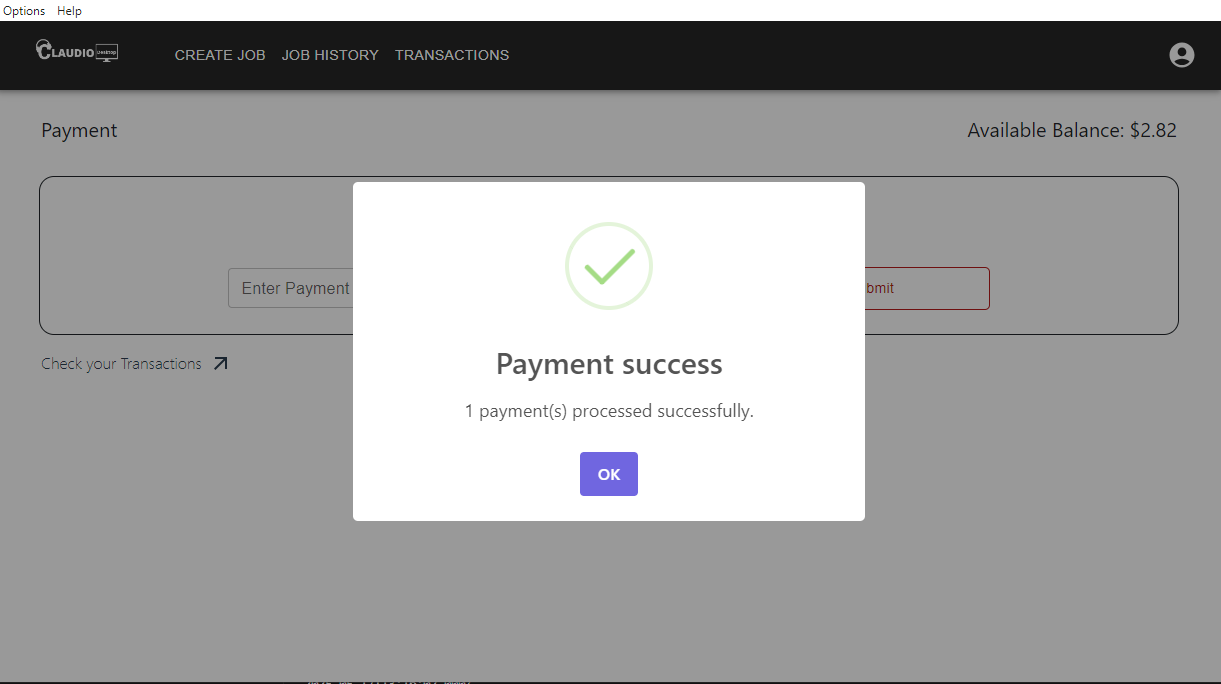 Options Help
CLAUDIO Desktop
CREATE JOB JOB HISTORY TRANSACTIONS
Payment
Available Balance: $2.82
Enter Payment
bmit
Check your Transactions
Payment success
1 payment(s) processed successfully.
OK